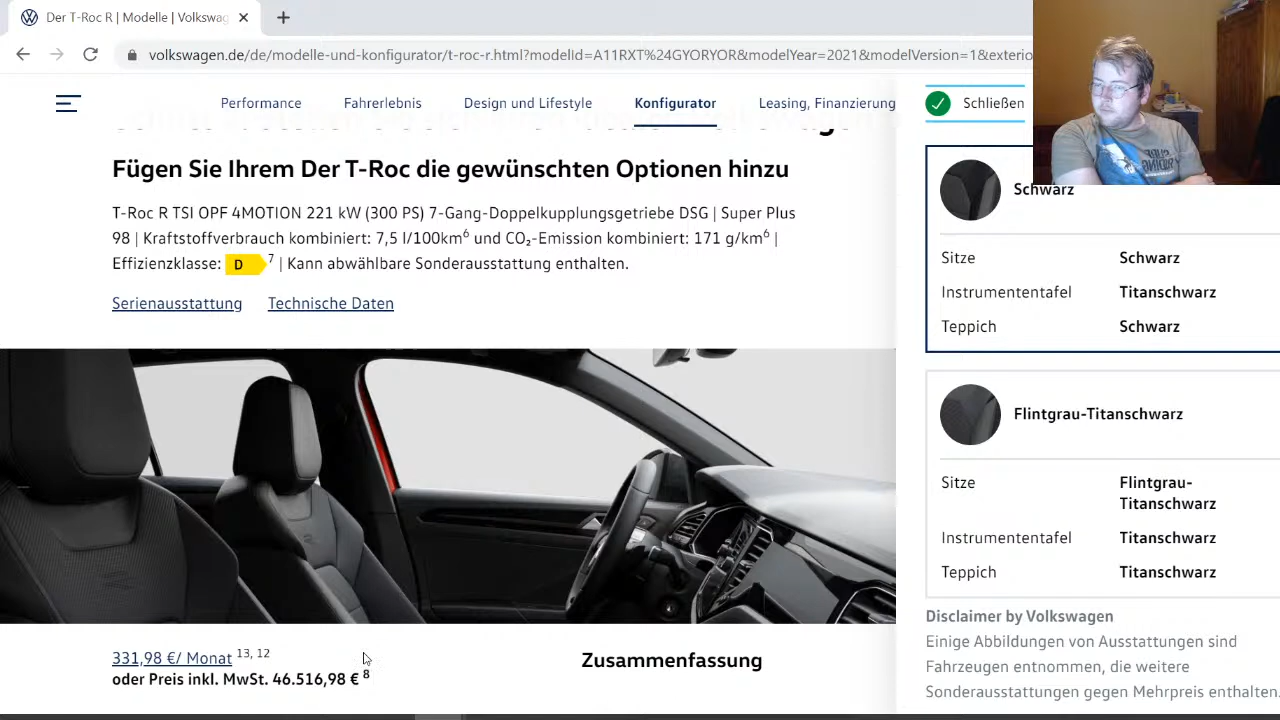 Der T-Roc R | Modelle | Volkswag
volkswagen.de/de/modelle-und-konfigurator/t-roc-r.html?modelId=A11RXT%24GYORYOR&modelYear=2021&modelVersion=1&exterio
Performance Fahrerlebnis Design und Lifestyle Konfigurator Leasing, Finanzierung
Fügen Sie Ihrem Der T-Roc die gewünschten Optionen hinzu
T-Roc R TSI OPF 4MOTION 221 kW (300 PS) 7-Gang-Doppelkupplungsgetriebe DSG | Super Plus
98 | Kraftstoffverbrauch kombiniert: 7,5 l/100km⁶ und CO₂-Emission kombiniert: 171 g/km⁶ |
Effizienzklasse: D ⁷ | Kann abwählbare Sonderausstattung enthalten.
Serienausstattung Technische Daten
331,98 €/ Monat ¹³, ¹²
oder Preis inkl. MwSt. 46.516,98 € ⁸
Zusammenfassung
Schließen
Schwarz
Sitze Schwarz
Instrumententafel Titanschwarz
Teppich Schwarz
Flintgrau-Titanschwarz
Sitze Flintgrau-
Titanschwarz
Instrumententafel Titanschwarz
Teppich Titanschwarz
Disclaimer by Volkswagen
Einige Abbildungen von Ausstattungen sind
Fahrzeugen entnommen, die weitere
Sonderausstattungen gegen Mehrpreis enthalten.